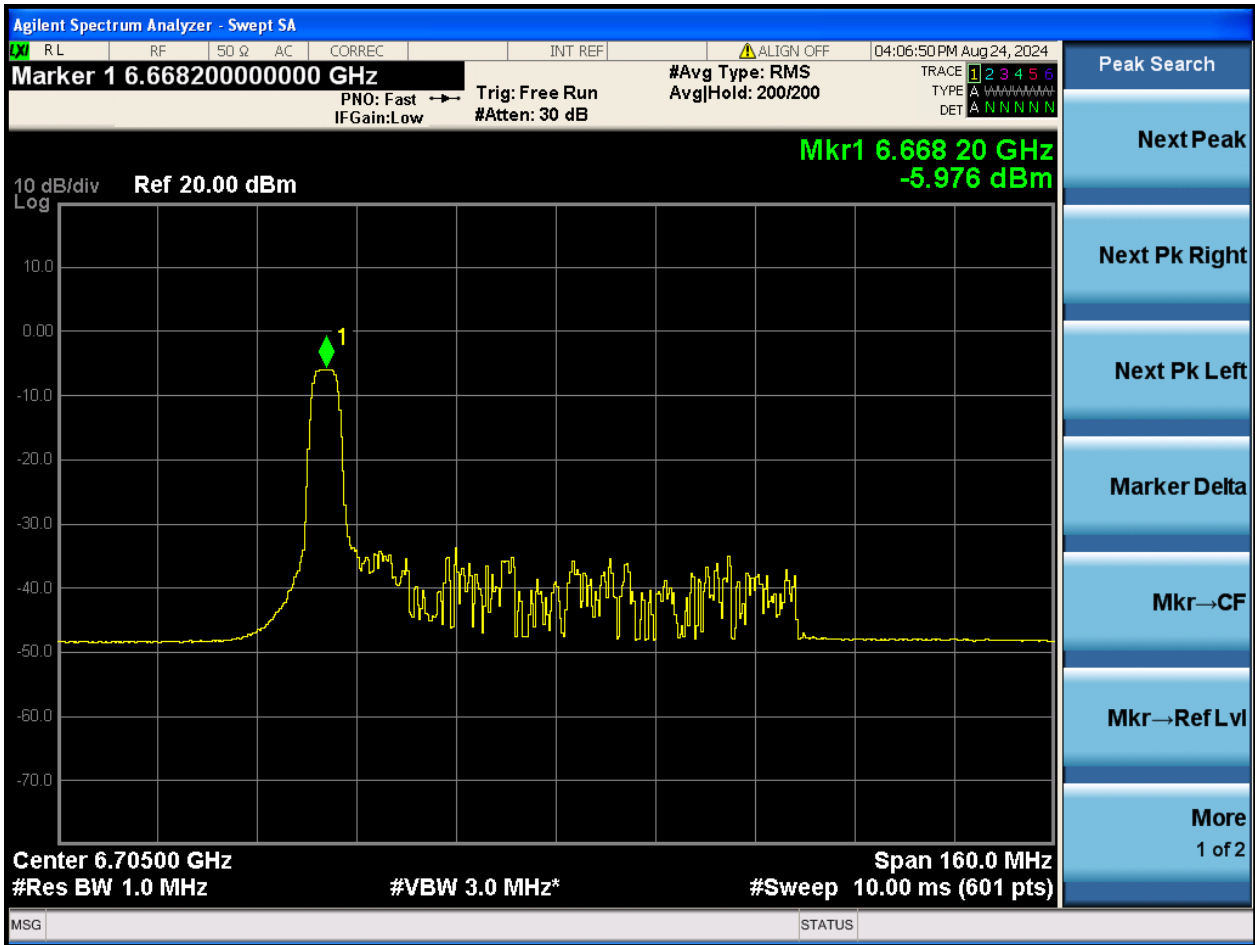 Agilent Spectrum Analyzer - Swept SA
LXI RL RF 50 Ω AC CORREC INT REF ALIGN OFF 04:06:50 PM Aug 24, 2024
Marker 1 6.668200000000 GHz
PNO: Fast
IFGain:Low
Trig: Free Run
#Atten: 30 dB
#Avg Type: RMS
Avg|Hold: 200/200
TRACE 1 2 3 4 5 6
TYPE A
DET A N N N N N
Mkr1 6.668 20 GHz
-5.976 dBm
10 dB/div Ref 20.00 dBm
Log
10.0
0.00
-10.0
-20.0
-30.0
-40.0
-50.0
-60.0
-70.0
1
Center 6.70500 GHz Span 160.0 MHz
#Res BW 1.0 MHz #VBW 3.0 MHz* #Sweep 10.00 ms (601 pts)
MSG STATUS
Peak Search
Next Peak
Next Pk Right
Next Pk Left
Marker Delta
Mkr→CF
Mkr→Ref Lvl
More
1 of 2